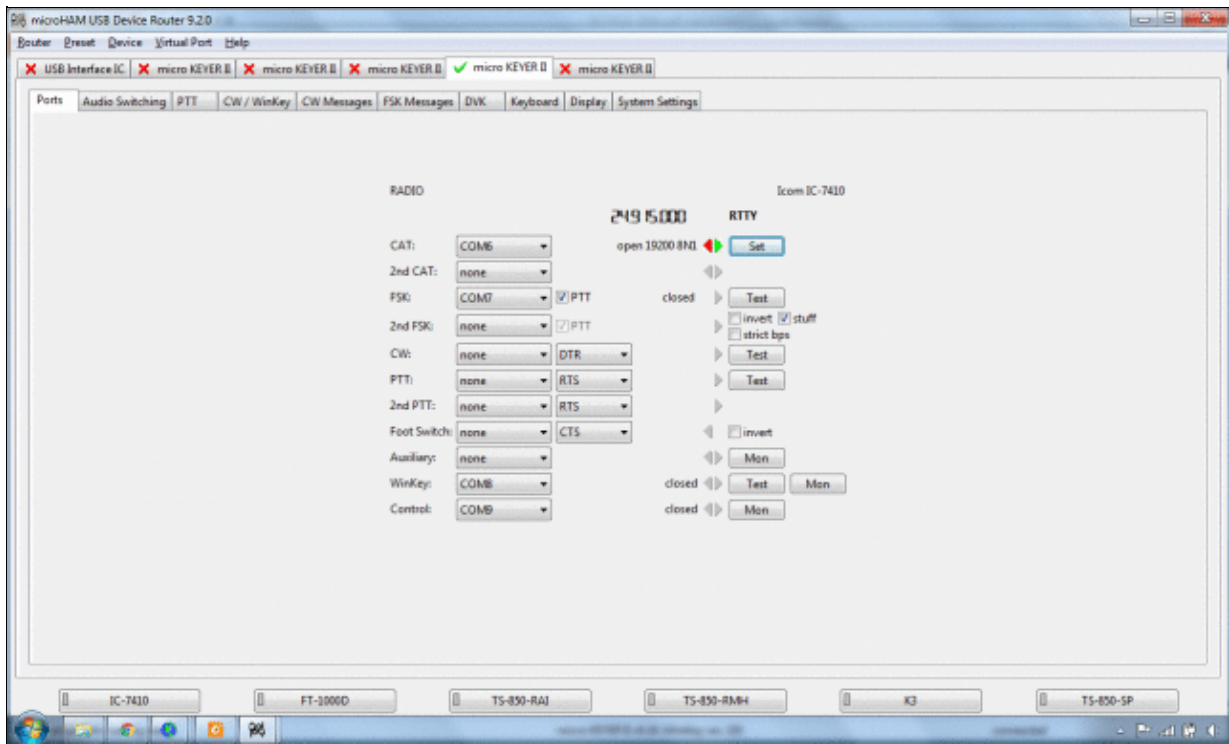 microHAM USB Device Router 9.2.0
Router Preset Device Virtual Port Help
USB Interface IC micro KEYER II micro KEYER II micro KEYER II micro KEYER II micro KEYER II
Ports Audio Switching PTT CW / WinKey CW Messages FSK Messages DVK Keyboard Display System Settings
RADIO Icom IC-7410
24.915.000 RTTY
CAT: COM6 open 19200 8N1 Set
2nd CAT: none
FSK: COM7 PTT closed Test
invert stuff
2nd FSK: none PTT
strict bps
CW: none DTR Test
PTT: none RTS Test
2nd PTT: none RTS
Foot Switch: none CTS invert
Auxiliary: none Mon
WinKey: COM8 closed Test Mon
Control: COM9 closed Mon
IC-7410 FT-1000D TS-850-RAI TS-850-RMH K3 TS-850-SP